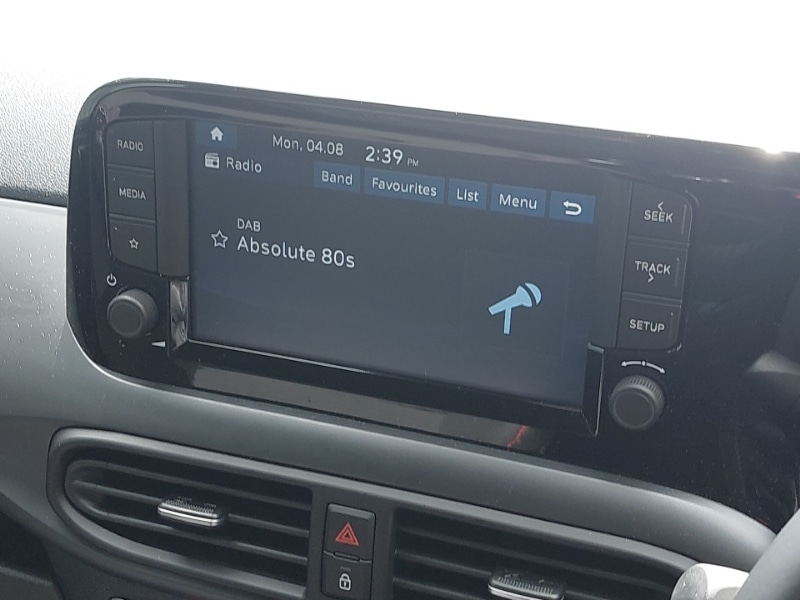 RADIO
MEDIA
Mon, 04.08 2:39 PM
Radio
Band Favourites List Menu
DAB
Absolute 80s
< SEEK
TRACK >
SETUP